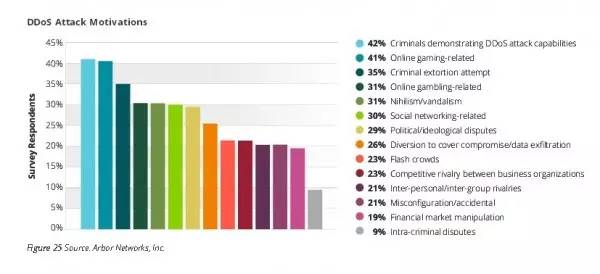 DDoS Attack Motivations
45%
40%
35%
30%
25%
20%
15%
10%
5%
0%
Survey Respondents
42% Criminals demonstrating DDoS attack capabilities
41% Online gaming-related
35% Criminal extortion attempt
31% Online gambling-related
31% Nihilism/vandalism
30% Social networking-related
29% Political/ideological disputes
26% Diversion to cover compromise/data exfiltration
23% Flash crowds
23% Competitive rivalry between business organizations
21% Inter-personal/inter-group rivalries
21% Misconfiguration/accidental
19% Financial market manipulation
9% Intra-criminal disputes
Figure 25 Source. Arbor Networks, Inc.